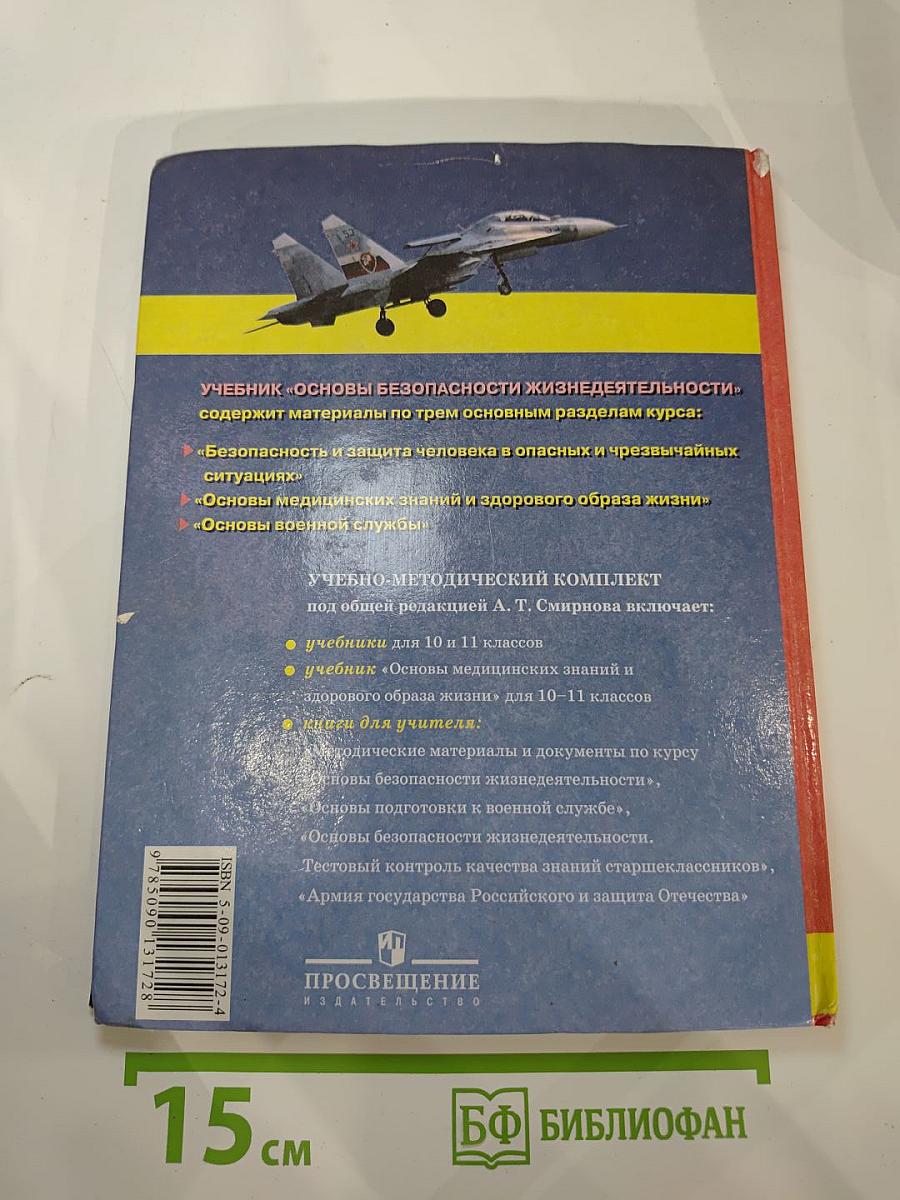 УЧЕБНИК «ОСНОВЫ БЕЗОПАСНОСТИ ЖИЗНЕДЕЯТЕЛЬНОСТИ»
содержит материалы по трем основным разделам курса:
«Безопасность и защита человека в опасных и чрезвычайных
ситуациях»
«Основы медицинских знаний и здорового образа жизни»
«Основы военной службы»
УЧЕБНО-МЕТОДИЧЕСКИЙ КОМПЛЕКТ
под общей редакцией А. Т. Смирнова включает:
учебники для 10 и 11 классов
учебник «Основы медицинских знаний и
здорового образа жизни» для 10–11 классов
книги для учителя:
«Методические материалы и документы по курсу
«Основы безопасности жизнедеятельности»,
«Основы подготовки к военной службе»,
«Основы безопасности жизнедеятельности.
Тестовый контроль качества знаний старшеклассников»,
«Армия государства Российского и защита Отечества»
ISBN 5-09-013172-4
9 785090 131728
ПРОСВЕЩЕНИЕ
ИЗДАТЕЛЬСТВО
15 см
БФ БИБЛИОФАН